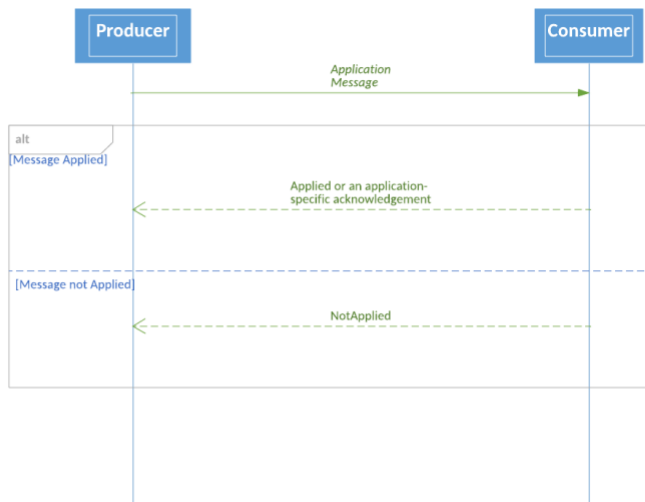 Producer
Consumer
Application
Message
alt
[Message Applied]
Applied or an application-
specific acknowledgement
[Message not Applied]
NotApplied